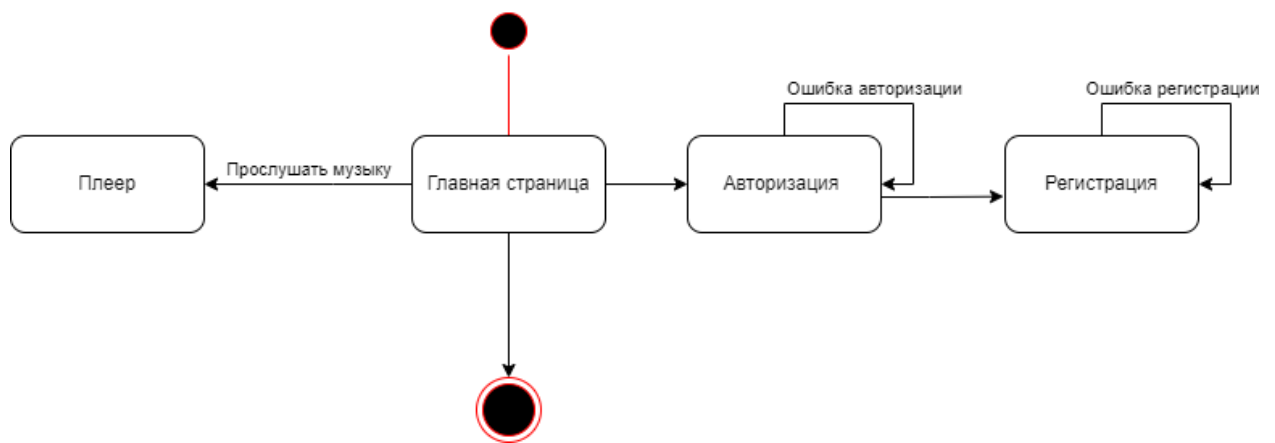 Ошибка авторизации
Ошибка регистрации
Плеер
Прослушать музыку
Главная страница
Авторизация
Регистрация